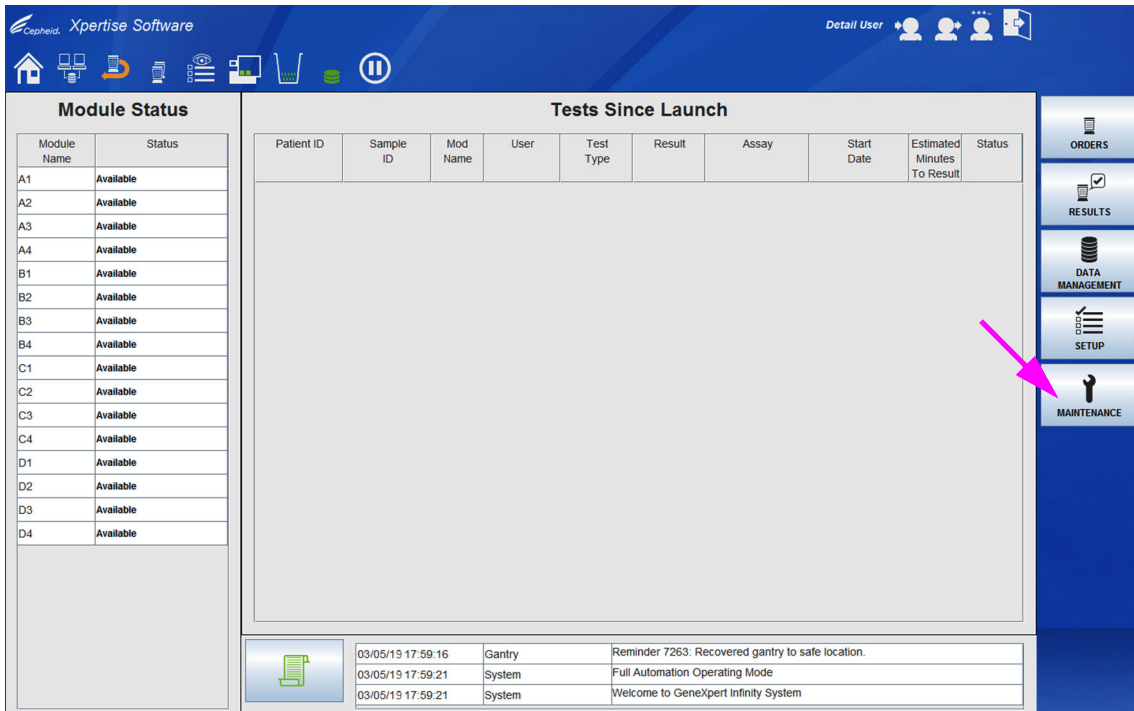 Cepheid. Xpertise Software
Detail User
Module Status
Module Name Status
A1 Available
A2 Available
A3 Available
A4 Available
B1 Available
B2 Available
B3 Available
B4 Available
C1 Available
C2 Available
C3 Available
C4 Available
D1 Available
D2 Available
D3 Available
D4 Available
Tests Since Launch
Patient ID Sample ID Mod Name User Test Type Result Assay Start Date Estimated Minutes To Result Status
03/05/19 17:59:16 Gantry Reminder 7263: Recovered gantry to safe location.
03/05/19 17:59:21 System Full Automation Operating Mode
03/05/19 17:59:21 System Welcome to GeneXpert Infinity System
ORDERS
RESULTS
DATA
MANAGEMENT
SETUP
MAINTENANCE